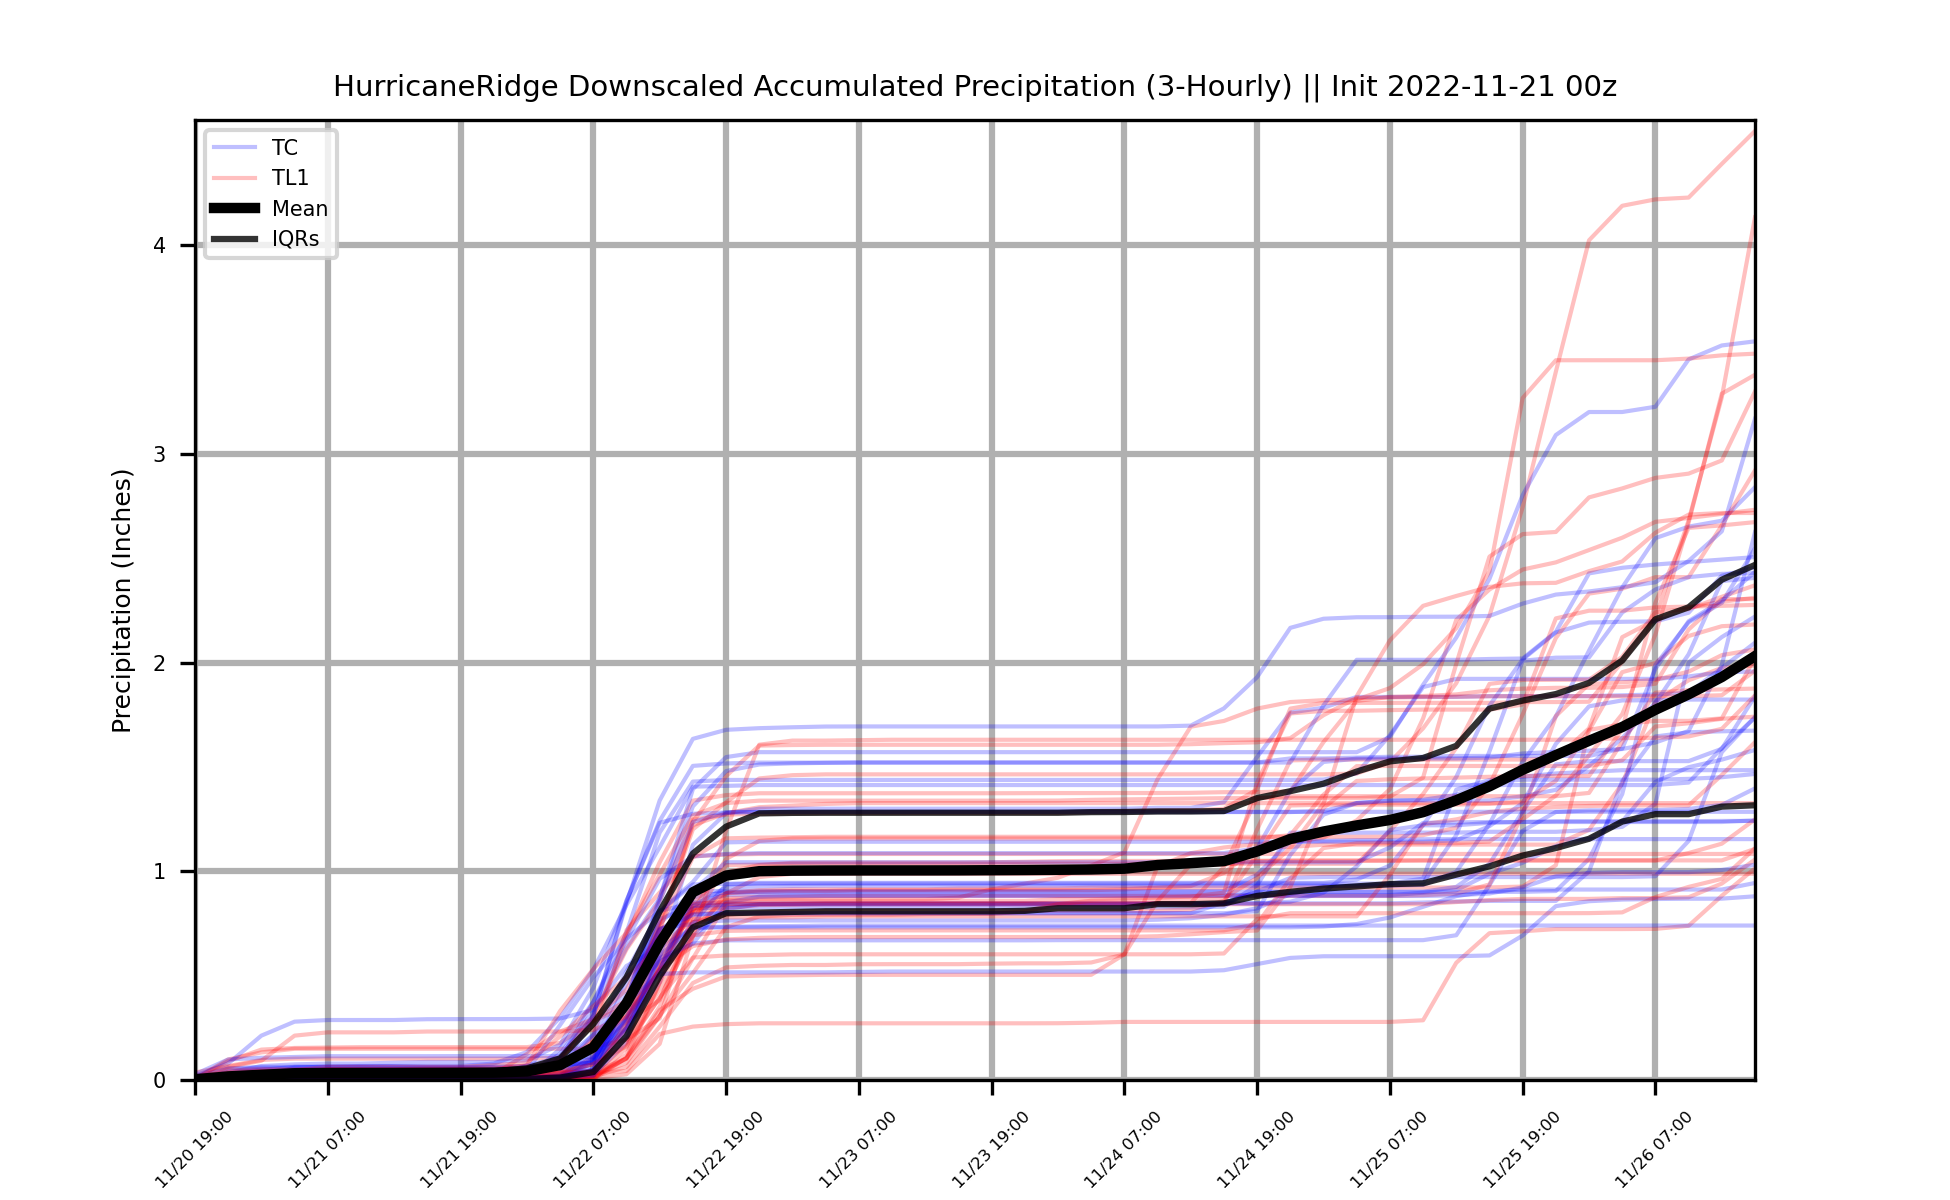 HurricaneRidge Downscaled Accumulated Precipitation (3-Hourly) || Init 2022-11-21 00z
TC
TL1
Mean
IQRs
Precipitation (Inches)
4
3
2
1
0
11/20 19:00
11/21 07:00
11/21 19:00
11/22 07:00
11/22 19:00
11/23 07:00
11/23 19:00
11/24 07:00
11/24 19:00
11/25 07:00
11/25 19:00
11/26 07:00